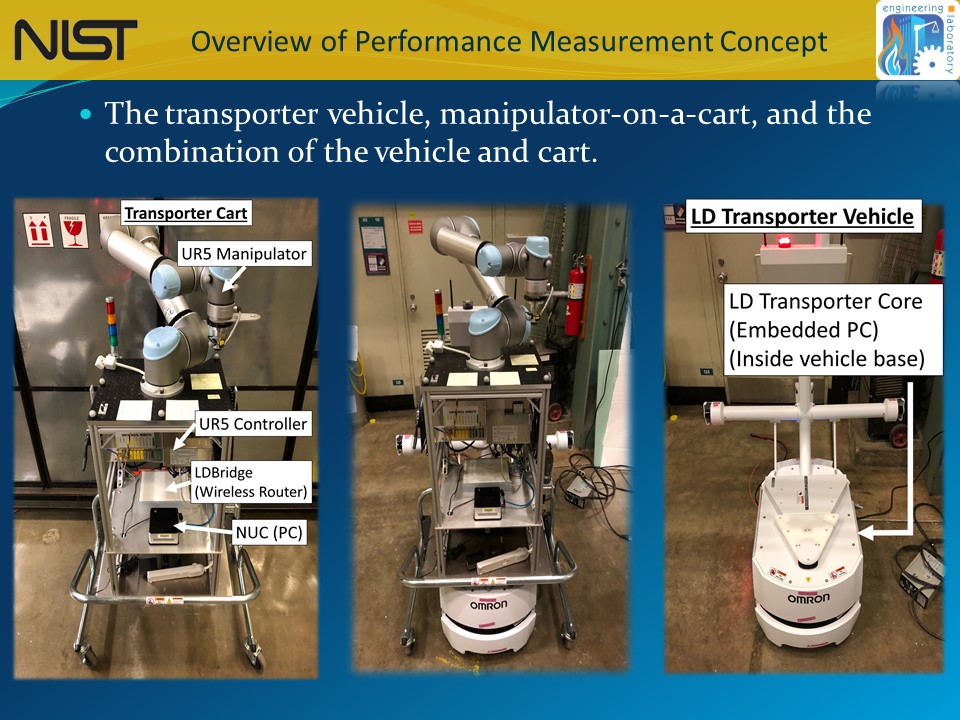 NIST
Overview of Performance Measurement Concept
engineering
laboratory
The transporter vehicle, manipulator-on-a-cart, and the
combination of the vehicle and cart.
FRAGILE
Transporter Cart
UR5 Manipulator
UR5 Controller
LDBridge
(Wireless Router)
NUC (PC)
OMRON
LD Transporter Vehicle
LD Transporter Core
(Embedded PC)
(Inside vehicle base)
OMRON